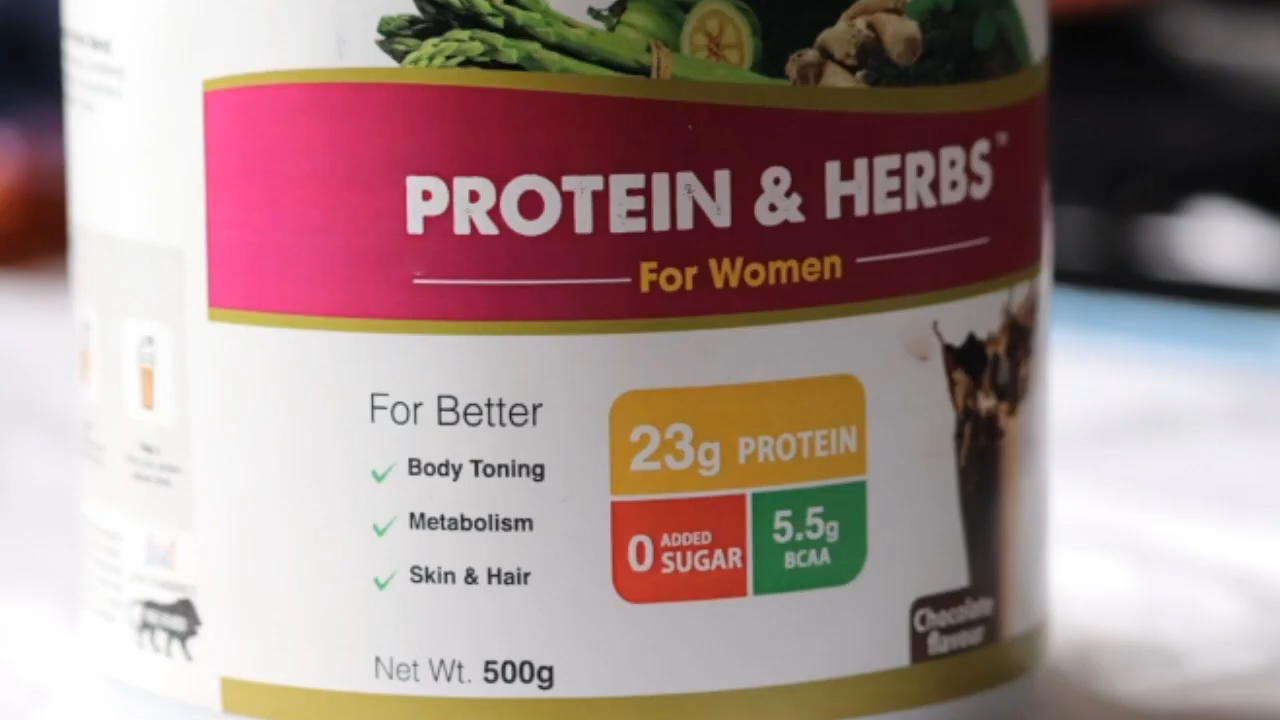 PROTEIN & HERBS™
For Women
For Better
Body Toning
Metabolism
Skin & Hair
23g PROTEIN
0 ADDED SUGAR
5.5g
BCAA
Chocolate
flavour
Net Wt. 500g